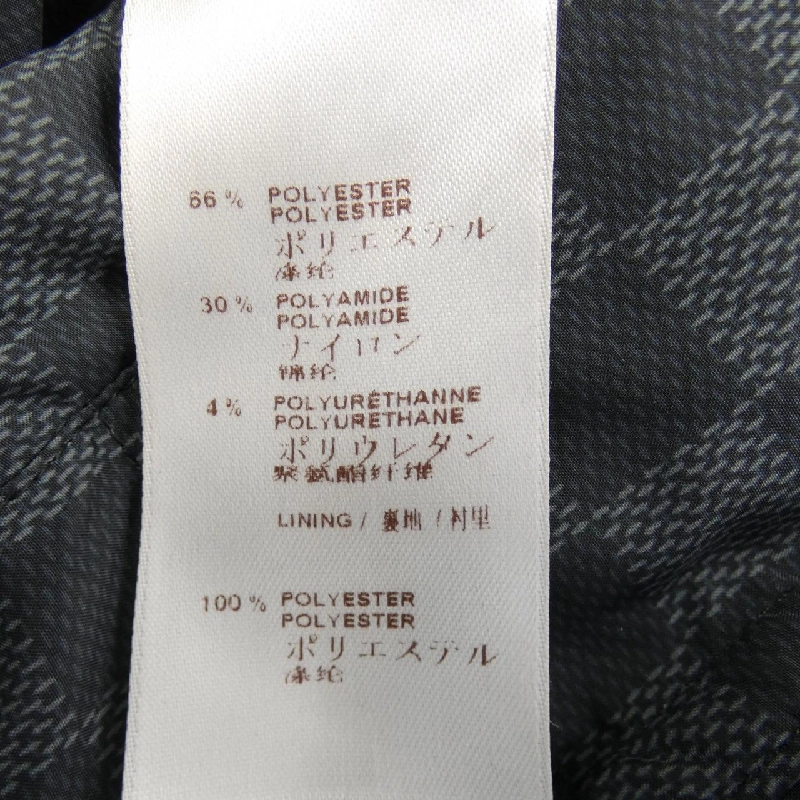 66 % POLYESTER
POLYESTER
ポリエステル
涤纶
30 % POLYAMIDE
POLYAMIDE
ナイロン
锦纶
4 % POLYURÉTHANNE
POLYURETHANE
ポリウレタン
聚氨酯纤维
LINING / 裏地 / 衬里
100 % POLYESTER
POLYESTER
ポリエステル
涤纶